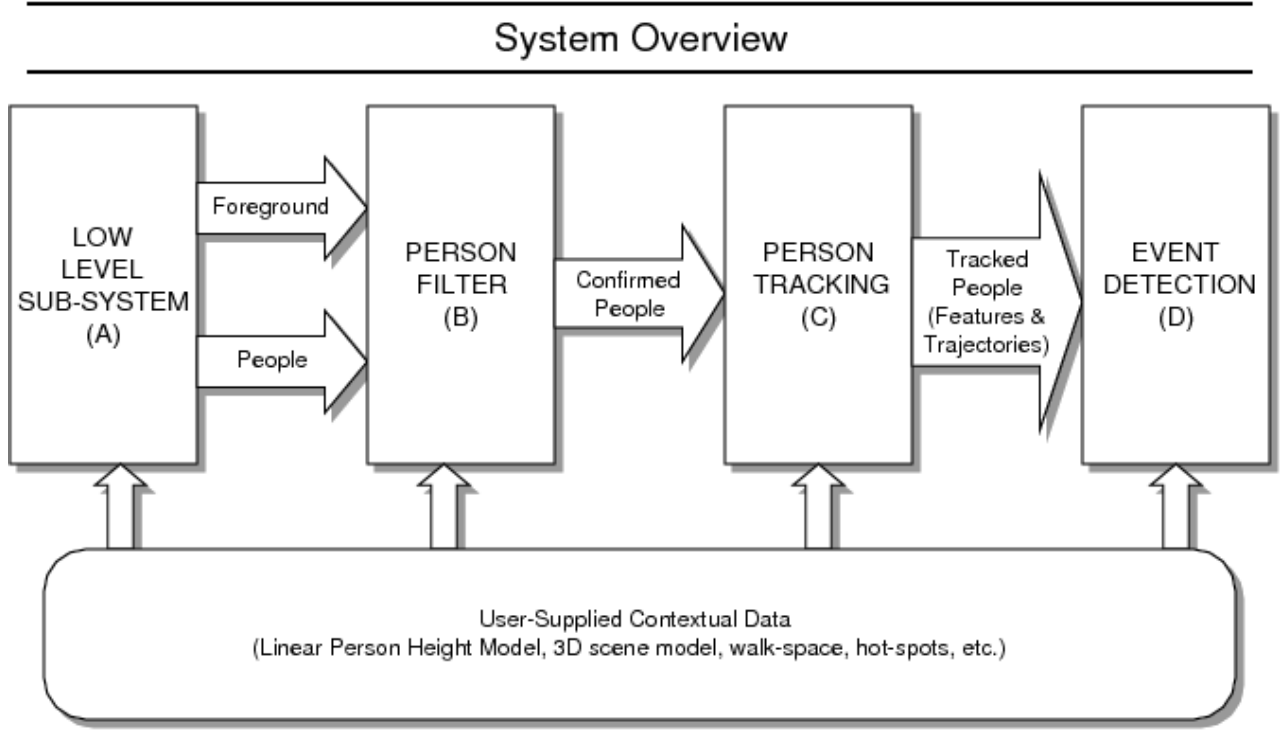 System Overview
LOW
LEVEL
SUB-SYSTEM
(A)
Foreground
People
PERSON
FILTER
(B)
Confirmed
People
PERSON
TRACKING
(C)
Tracked
People
(Features &
Trajectories)
EVENT
DETECTION
(D)
User-Supplied Contextual Data
(Linear Person Height Model, 3D scene model, walk-space, hot-spots, etc.)